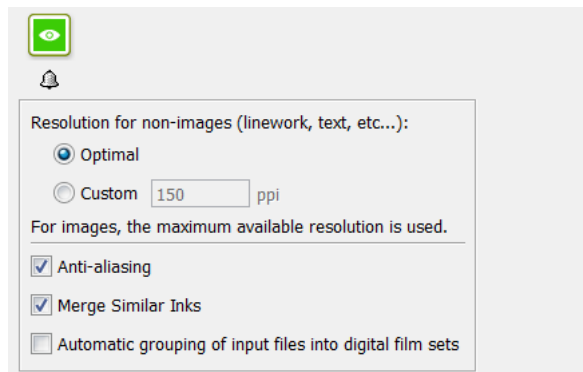 Resolution for non-images (linework, text, etc...):
Optimal
Custom 150 ppi
For images, the maximum available resolution is used.
Anti-aliasing
Merge Similar Inks
Automatic grouping of input files into digital film sets